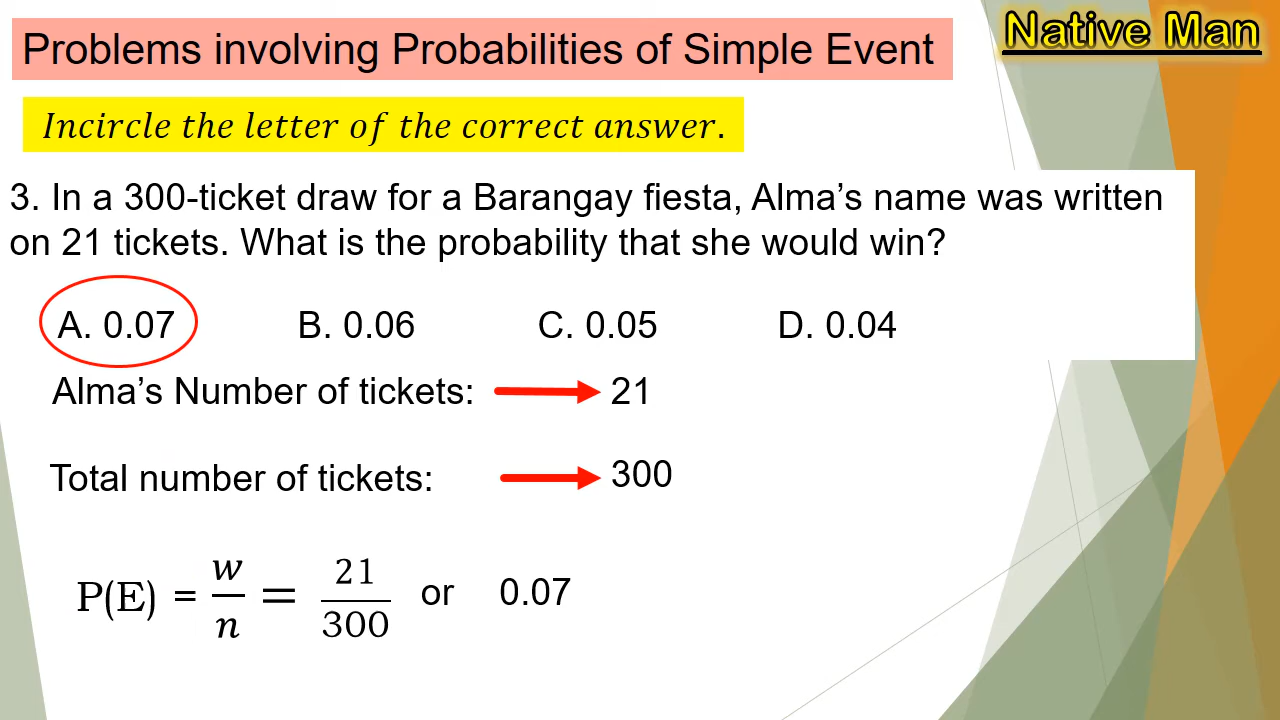 Problems involving Probabilities of Simple Event
Native Man
Incircle the letter of the correct answer.
3. In a 300-ticket draw for a Barangay fiesta, Alma’s name was written
on 21 tickets. What is the probability that she would win?
A. 0.07 B. 0.06 C. 0.05 D. 0.04
Alma’s Number of tickets: 21
Total number of tickets: 300
P(E) = w/n = 21/300 or 0.07